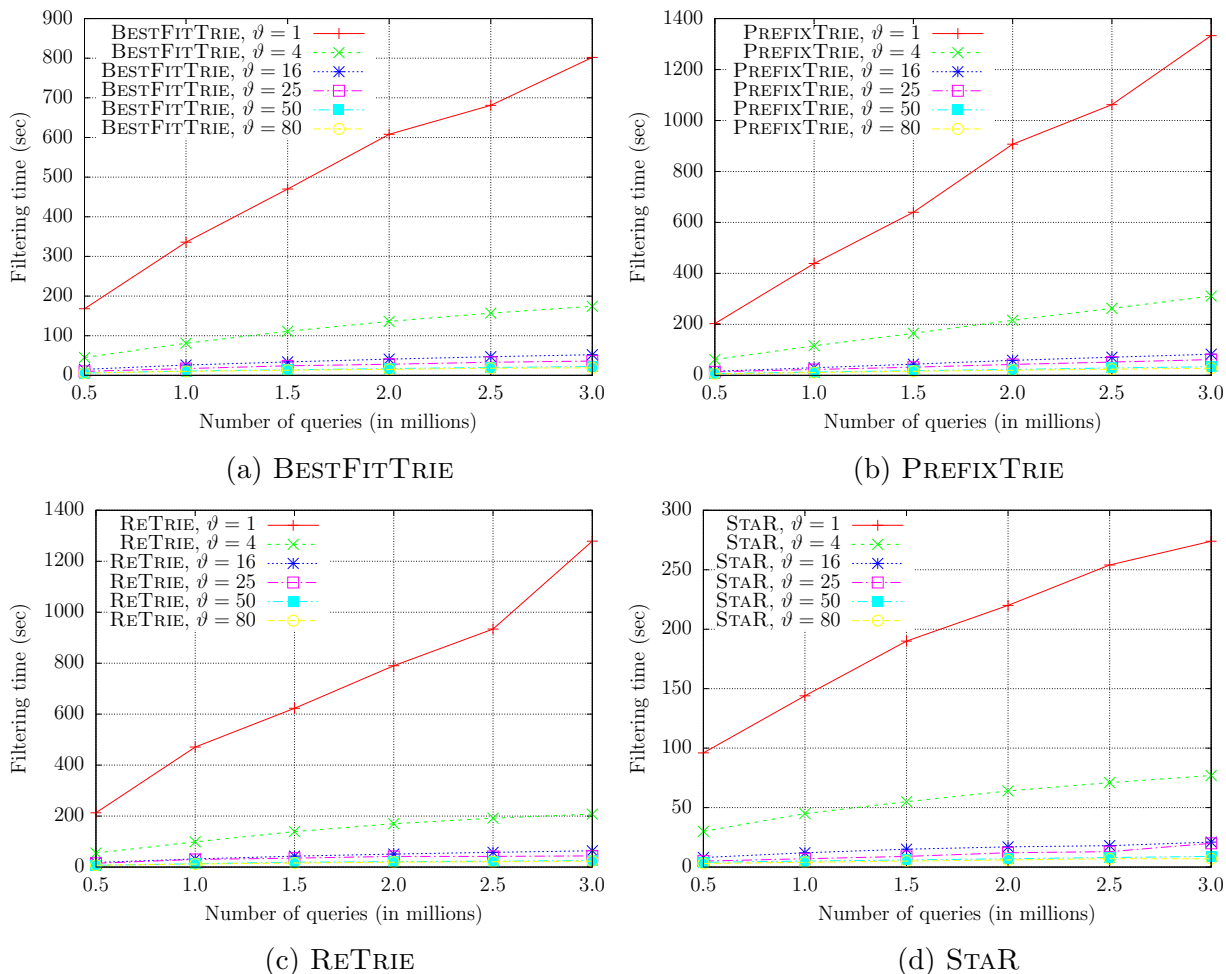 900
800
700
600
500
400
300
200
100
0
Filtering time (sec)
BESTFITTRIE, ϑ = 1
BESTFITTRIE, ϑ = 4
BESTFITTRIE, ϑ = 16
BESTFITTRIE, ϑ = 25
BESTFITTRIE, ϑ = 50
BESTFITTRIE, ϑ = 80
0.5 1.0 1.5 2.0 2.5 3.0
Number of queries (in millions)
(a) BESTFITTRIE
1400
1200
1000
800
600
400
200
0
Filtering time (sec)
PREFIXTRIE, ϑ = 1
PREFIXTRIE, ϑ = 4
PREFIXTRIE, ϑ = 16
PREFIXTRIE, ϑ = 25
PREFIXTRIE, ϑ = 50
PREFIXTRIE, ϑ = 80
0.5 1.0 1.5 2.0 2.5 3.0
Number of queries (in millions)
(b) PREFIXTRIE
1400
1200
1000
800
600
400
200
0
Filtering time (sec)
RETRIE, ϑ = 1
RETRIE, ϑ = 4
RETRIE, ϑ = 16
RETRIE, ϑ = 25
RETRIE, ϑ = 50
RETRIE, ϑ = 80
0.5 1.0 1.5 2.0 2.5 3.0
Number of queries (in millions)
(c) RETRIE
300
250
200
150
100
50
0
Filtering time (sec)
STAR, ϑ = 1
STAR, ϑ = 4
STAR, ϑ = 16
STAR, ϑ = 25
STAR, ϑ = 50
STAR, ϑ = 80
0.5 1.0 1.5 2.0 2.5 3.0
Number of queries (in millions)
(d) STAR